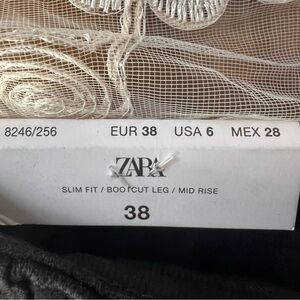 8246/256 EUR 38 USA 6 MEX 28
ZARA
SLIM FIT / BOOTCUT LEG / MID RISE
38